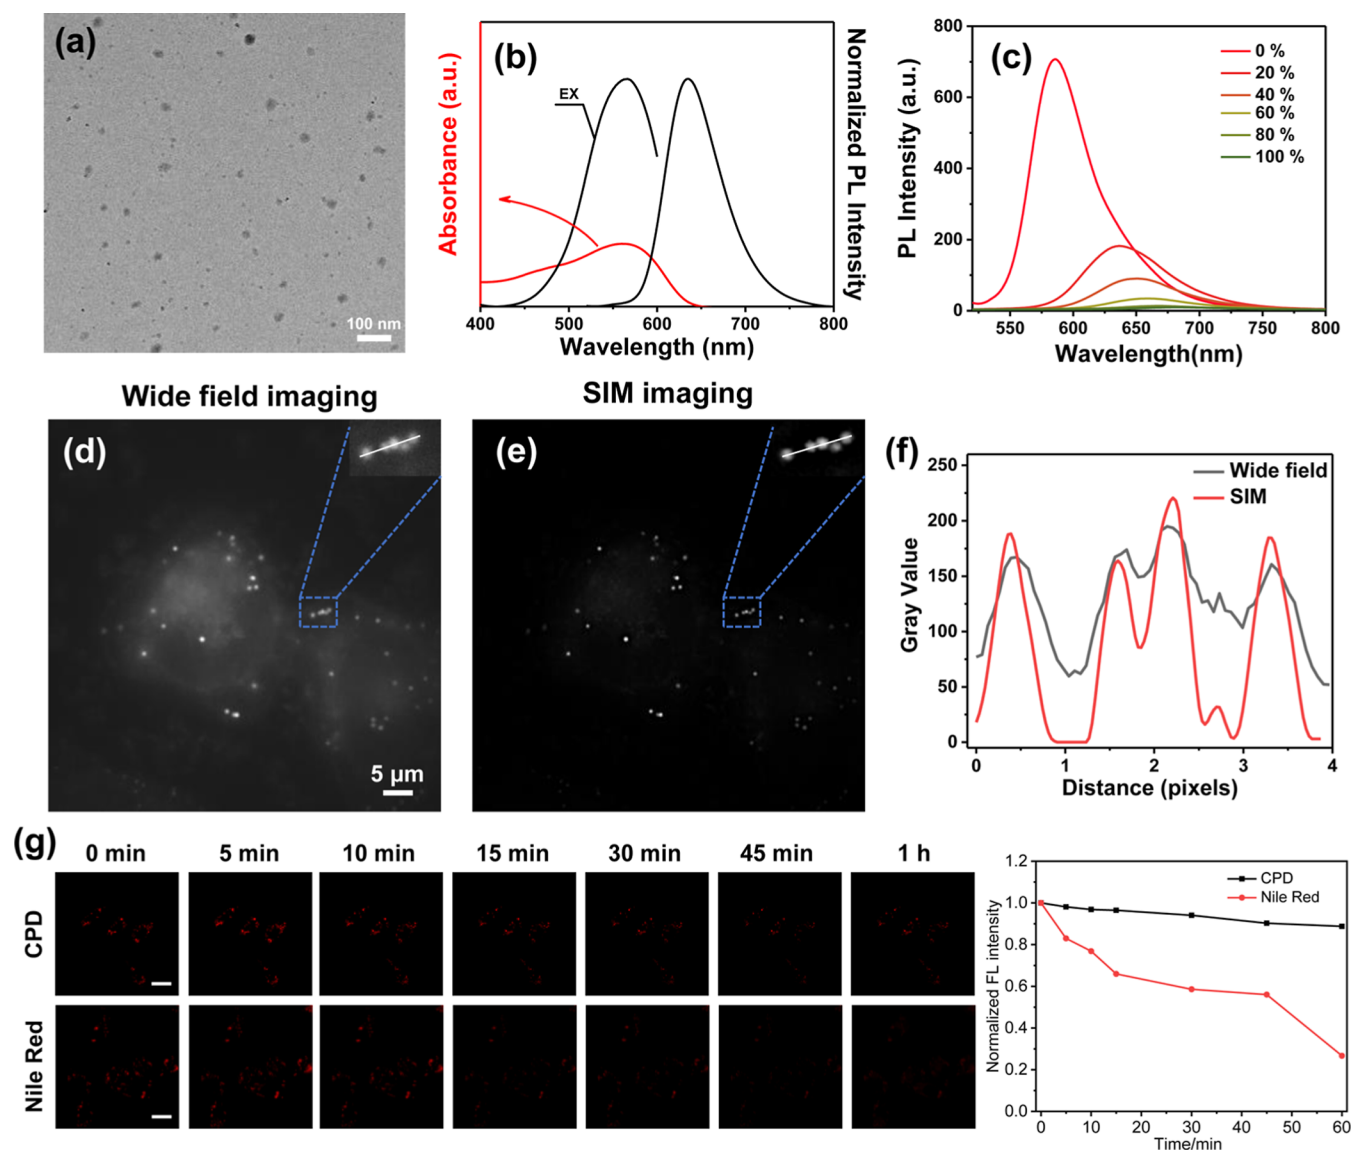 (a)
100 nm
(b)
EX
Absorbance (a.u.)
Normalized PL Intensity
400 500 600 700 800
Wavelength (nm)
(c)
0 %
20 %
40 %
60 %
80 %
100 %
PL Intensity (a.u.)
800
600
400
200
0
550 600 650 700 750 800
Wavelength(nm)
Wide field imaging
SIM imaging
(d)
5 μm
(e)
(f)
Wide field
SIM
Gray Value
250
200
150
100
50
0
0 1 2 3 4
Distance (pixels)
(g)
0 min 5 min 10 min 15 min 30 min 45 min 1 h
CPD
Nile Red
CPD
Nile Red
Normalized FL intensity
1.2
1.0
0.8
0.6
0.4
0.2
0.0
0 10 20 30 40 50 60
Time/min